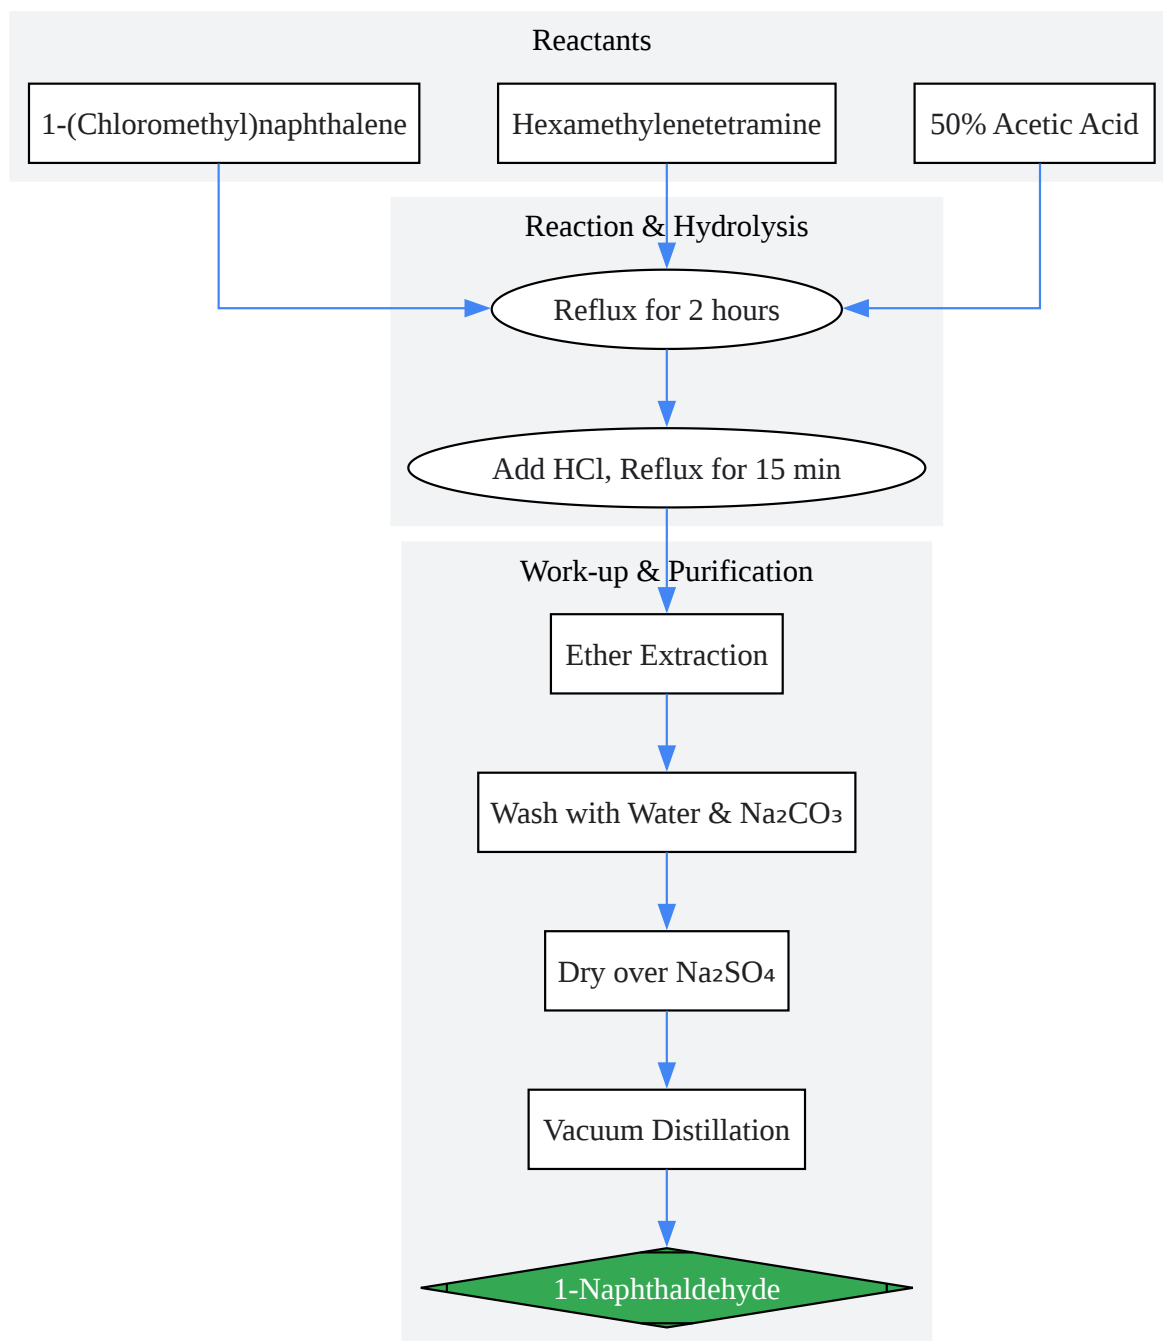 Reactants
1-(Chloromethyl)naphthalene
Hexamethylenetetramine
50% Acetic Acid
Reaction & Hydrolysis
Reflux for 2 hours
Add HCl, Reflux for 15 min
Work-up & Purification
Ether Extraction
Wash with Water & Na₂CO₃
Dry over Na₂SO₄
Vacuum Distillation
1-Naphthaldehyde